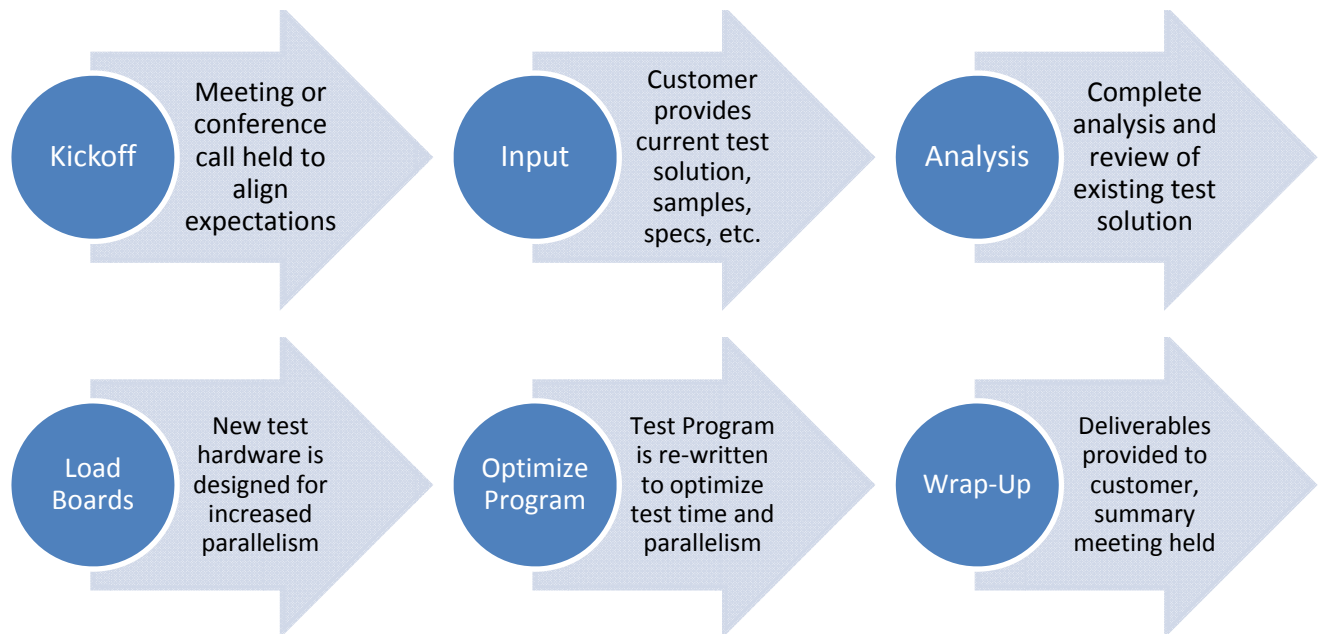 Kickoff
Meeting or
conference
call held to
align
expectations
Input
Customer
provides
current test
solution,
samples,
specs, etc.
Analysis
Complete
analysis and
review of
existing test
solution
Load
Boards
New test
hardware is
designed for
increased
parallelism
Optimize
Program
Test Program
is re-written
to optimize
test time and
parallelism
Wrap-Up
Deliverables
provided to
customer,
summary
meeting held